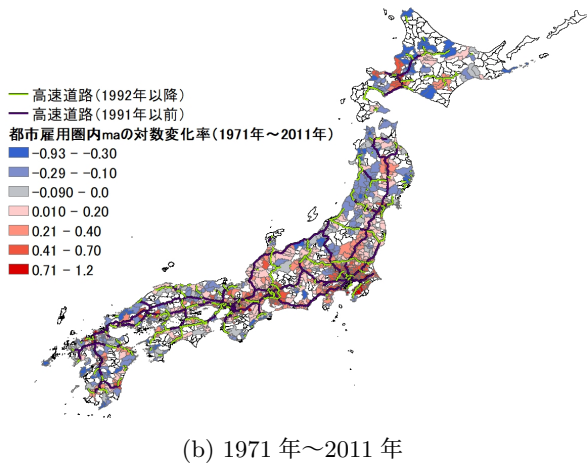 高速道路(1992年以降)
高速道路(1991年以前)
都市雇用圏内maの対数変化率(1971年～2011年)
-0.93 - -0.30
-0.29 - -0.10
-0.090 - 0.0
0.010 - 0.20
0.21 - 0.40
0.41 - 0.70
0.71 - 1.2
(b) 1971 年～2011 年